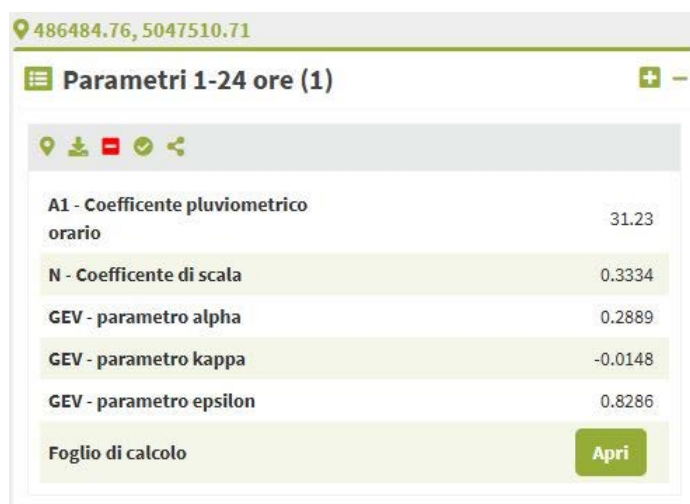 486484.76, 5047510.71
Parametri 1-24 ore (1)
A1 - Coefficente pluviometrico
orario
31.23
N - Coefficente di scala 0.3334
GEV - parametro alpha 0.2889
GEV - parametro kappa -0.0148
GEV - parametro epsilon 0.8286
Foglio di calcolo Apri